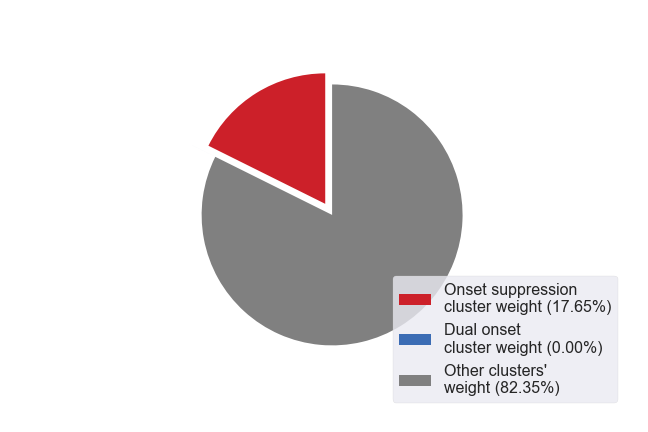 Onset suppression
cluster weight (17.65%)
Dual onset
cluster weight (0.00%)
Other clusters'
weight (82.35%)